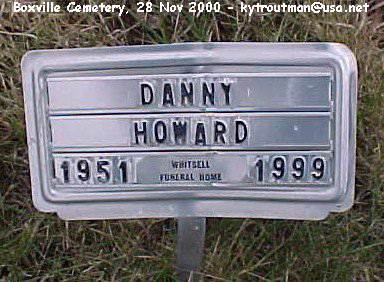 Boxville Cemetery, 28 Nov 2000 - kytroutman@usa.net
DANNY
HOWARD
1951 WHITSELL 1999
FUNERAL HOME